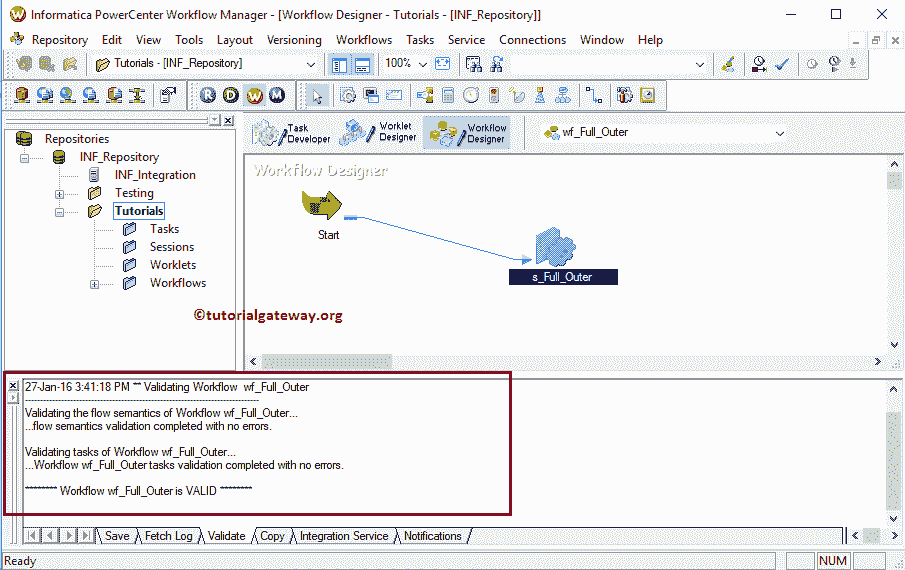 Informatica PowerCenter Workflow Manager - [Workflow Designer - Tutorials - [INF_Repository]]
Repository Edit View Tools Layout Versioning Workflows Tasks Service Connections Window Help
Tutorials - [INF_Repository] 100%
R D W M
Task Developer Worklet Designer Workflow Designer wf_Full_Outer
Repositories
INF_Repository
INF_Integration
Testing
Tutorials
Tasks
Sessions
Worklets
Workflows
Workflow Designer
Start
s_Full_Outer
©tutorialgateway.org
27-Jan-16 3:41:18 PM ** Validating Workflow wf_Full_Outer
Validating the flow semantics of Workflow wf_Full_Outer...
...flow semantics validation completed with no errors.
Validating tasks of Workflow wf_Full_Outer...
...Workflow wf_Full_Outer tasks validation completed with no errors.
******** Workflow wf_Full_Outer is VALID ********
Save Fetch Log Validate Copy Integration Service Notifications
Ready NUM